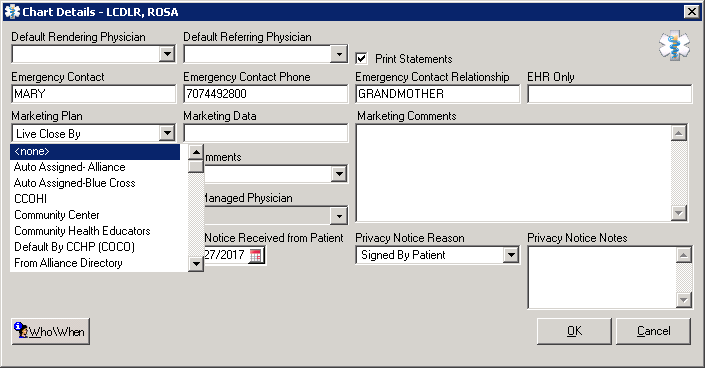 Chart Details - LCDLR, ROSA
Default Rendering Physician
Default Referring Physician
Print Statements
Emergency Contact
Emergency Contact Phone
Emergency Contact Relationship
EHR Only
MARY
7074492800
GRANDMOTHER
Marketing Plan
Marketing Data
Marketing Comments
Live Close By
<none>
Auto Assigned- Alliance
Auto Assigned-Blue Cross
CCOHI
Community Center
Community Health Educators
Default By CCHP (COCO)
From Alliance Directory
mments
Managed Physician
Notice Received from Patient
Privacy Notice Reason
Privacy Notice Notes
27/2017
Signed By Patient
Who\When
OK
Cancel